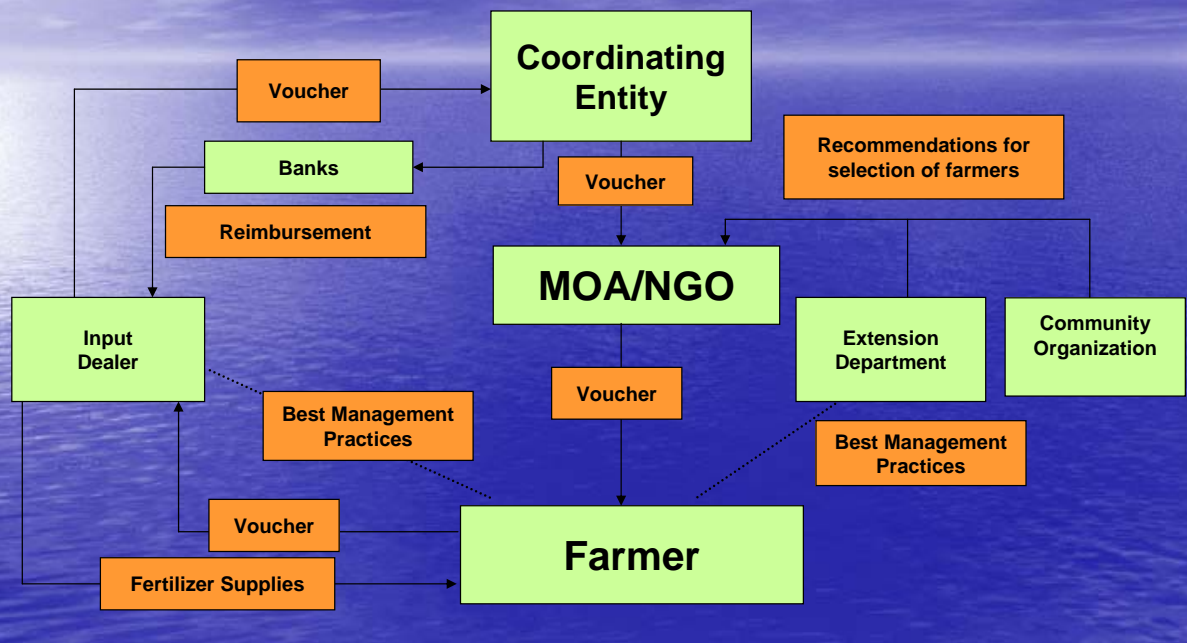 Coordinating
Entity
Voucher
Banks
Voucher
Recommendations for
selection of farmers
Reimbursement
MOA/NGO
Input
Dealer
Extension
Department
Community
Organization
Voucher
Best Management
Practices
Best Management
Practices
Voucher
Farmer
Fertilizer Supplies